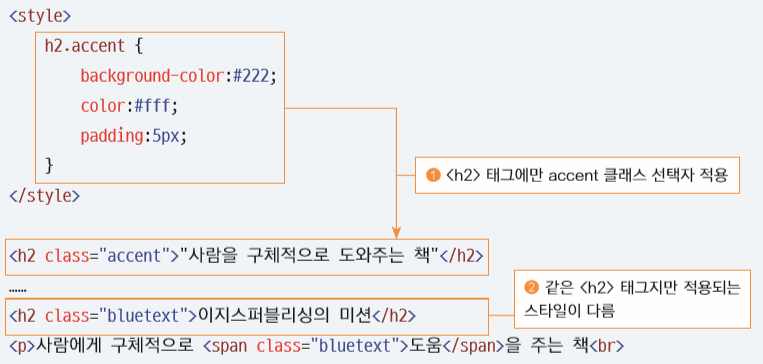 <style>
h2.accent {
background-color:#222;
color:#fff;
padding:5px;
}
</style>
❶ <h2> 태그에만 accent 클래스 선택자 적용
<h2 class="accent">"사람을 구체적으로 도와주는 책"</h2>
……
❷ 같은 <h2> 태그지만 적용되는
스타일이 다름
<h2 class="bluetext">이지스퍼블리싱의 미션</h2>
<p>사람에게 구체적으로 <span class="bluetext">도움</span>을 주는 책<br>